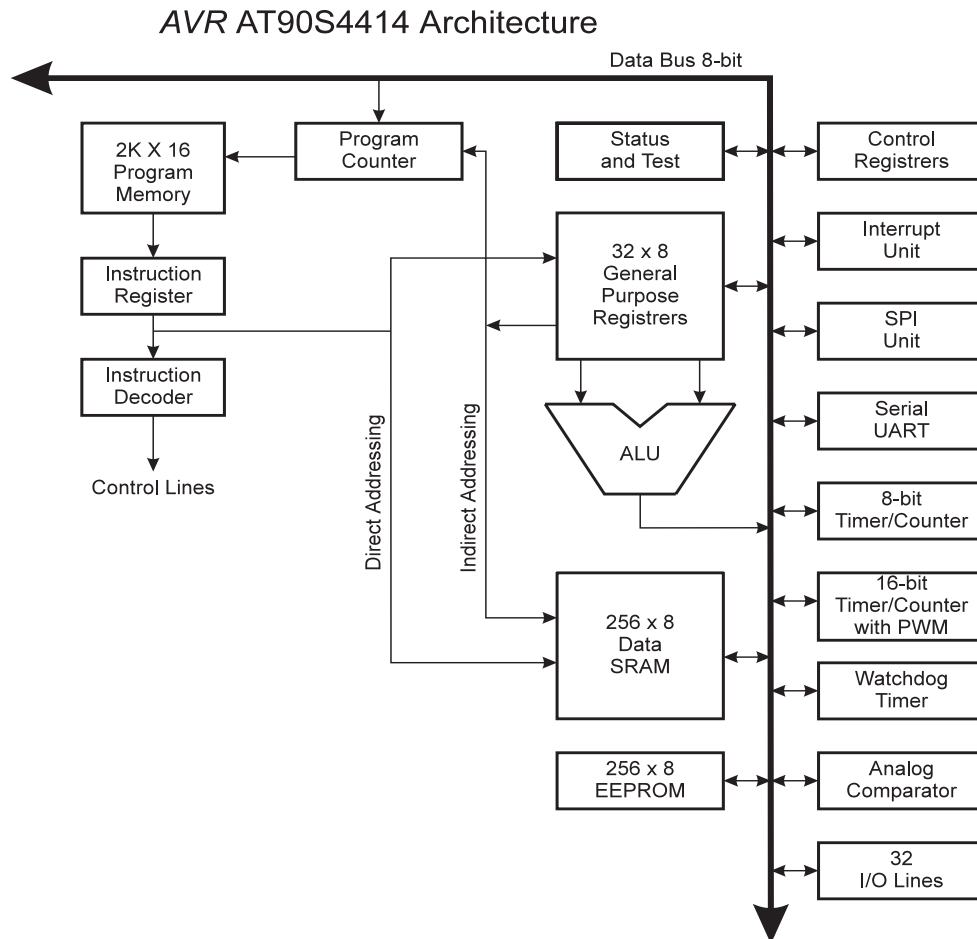 AVR AT90S4414 Architecture
Data Bus 8-bit
2K X 16
Program
Memory
Program
Counter
Status
and Test
Control
Registrers
Instruction
Register
32 x 8
General
Purpose
Registrers
Interrupt
Unit
SPI
Unit
Instruction
Decoder
Control Lines
Direct Addressing
Indirect Addressing
ALU
Serial
UART
8-bit
Timer/Counter
256 x 8
Data
SRAM
16-bit
Timer/Counter
with PWM
Watchdog
Timer
256 x 8
EEPROM
Analog
Comparator
32
I/O Lines